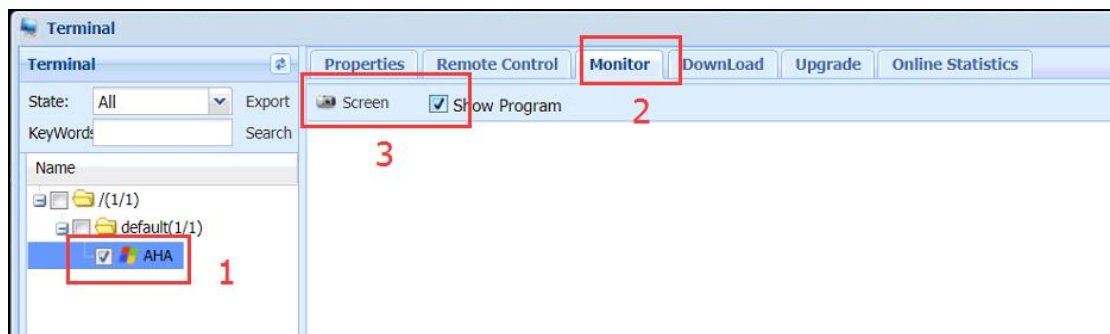 Terminal
Terminal
Properties Remote Control Monitor DownLoad Upgrade Online Statistics
State: All Export
Screen Show Program
2
KeyWords Search
3
Name
/(1/1)
default(1/1)
AHA
1